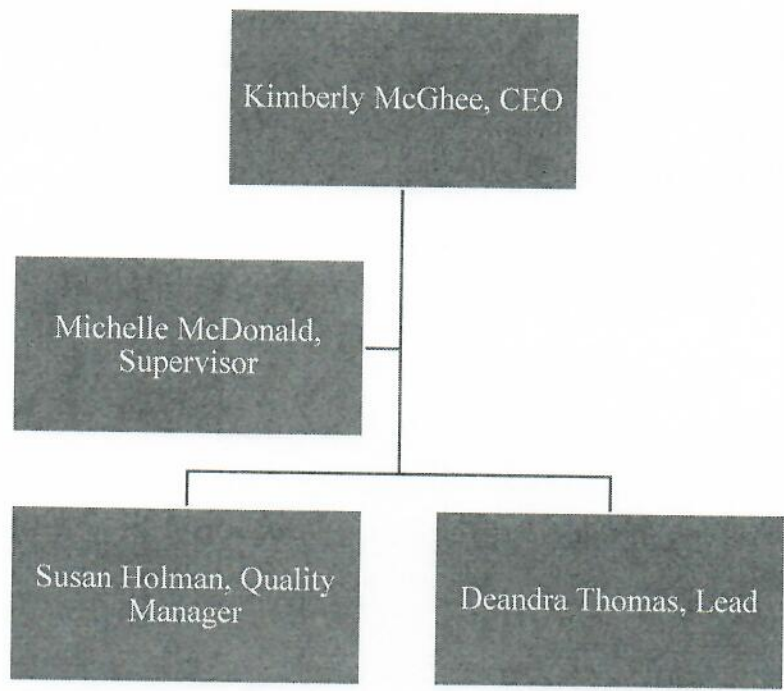 Kimberly McGhee, CEO
Michelle McDonald,
Supervisor
Susan Holman, Quality
Manager
Deandra Thomas, Lead